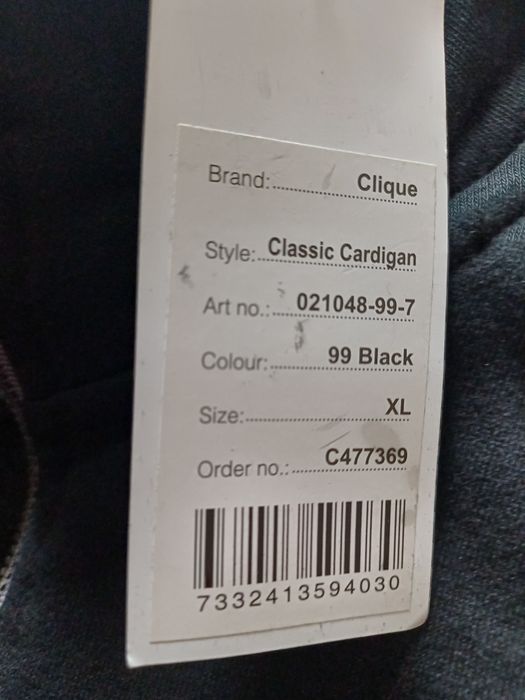 Brand: Clique
Style: Classic Cardigan
Art no.: 021048-99-7
Colour: 99 Black
Size: XL
Order no.: C477369
7332413594030